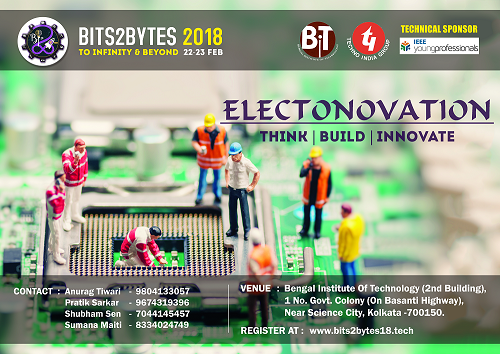 BITS2BYTES 2018
TO INFINITY & BEYOND 22-23 FEB
BiT
TECHNO INDIA GROUP
TECHNICAL SPONSOR
IEEE
youngprofessionals
ELECTONOVATION
THINK | BUILD | INNOVATE
CONTACT : Anurag Tiwari - 9804133057
Pratik Sarkar - 9674319396
Shubham Sen - 7044145457
Sumana Maiti - 8334024749
VENUE : Bengal Institute Of Technology (2nd Building),
1 No. Govt. Colony (On Basanti Highway),
Near Science City, Kolkata -700150.
REGISTER AT : www.bits2bytes18.tech